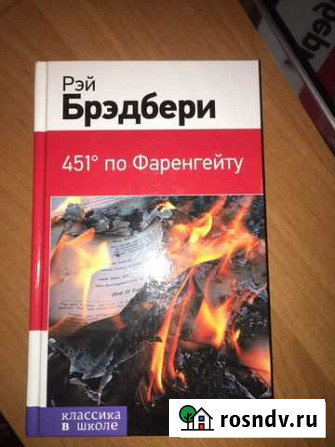 Рэй
Брэдбери
451° по Фаренгейту
классика
в школе
rosndv.ru